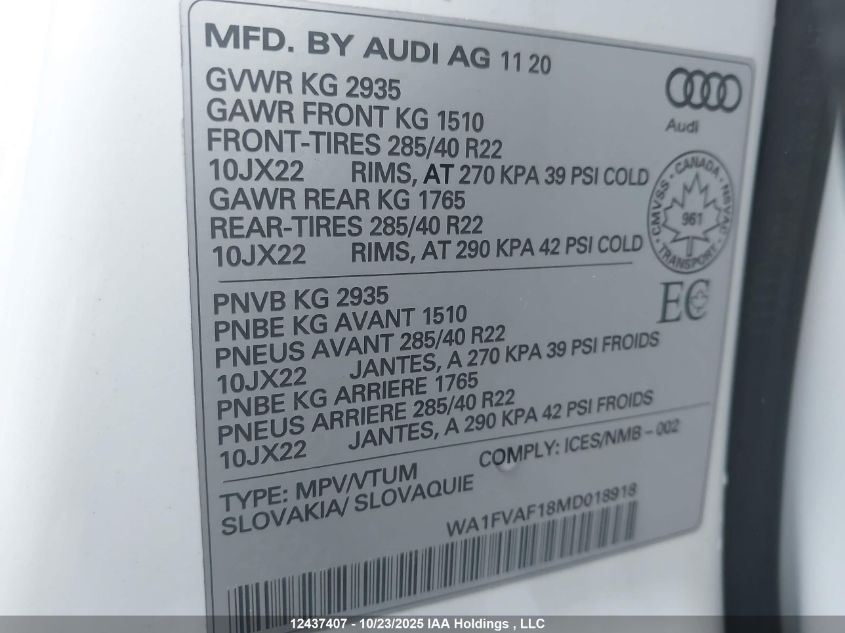 MFD. BY AUDI AG 11 20
GVWR KG 2935
GAWR FRONT KG 1510
FRONT-TIRES 285/40 R22
10JX22 RIMS, AT 270 KPA 39 PSI COLD
GAWR REAR KG 1765
REAR-TIRES 285/40 R22
10JX22 RIMS, AT 290 KPA 42 PSI COLD
Audi
CMVSS • CANADA • NSVAC • TRANSPORT •
961
PNVB KG 2935
PNBE KG AVANT 1510
PNEUS AVANT 285/40 R22
10JX22 JANTES, A 270 KPA 39 PSI FROIDS
PNBE KG ARRIERE 1765
PNEUS ARRIERE 285/40 R22
10JX22 JANTES, A 290 KPA 42 PSI FROIDS
EC
TYPE: MPV/VTUM COMPLY: ICES/NMB-002
SLOVAKIA/ SLOVAQUIE
WA1FVAF18MD018918
12437407 - 10/23/2025 IAA Holdings , LLC